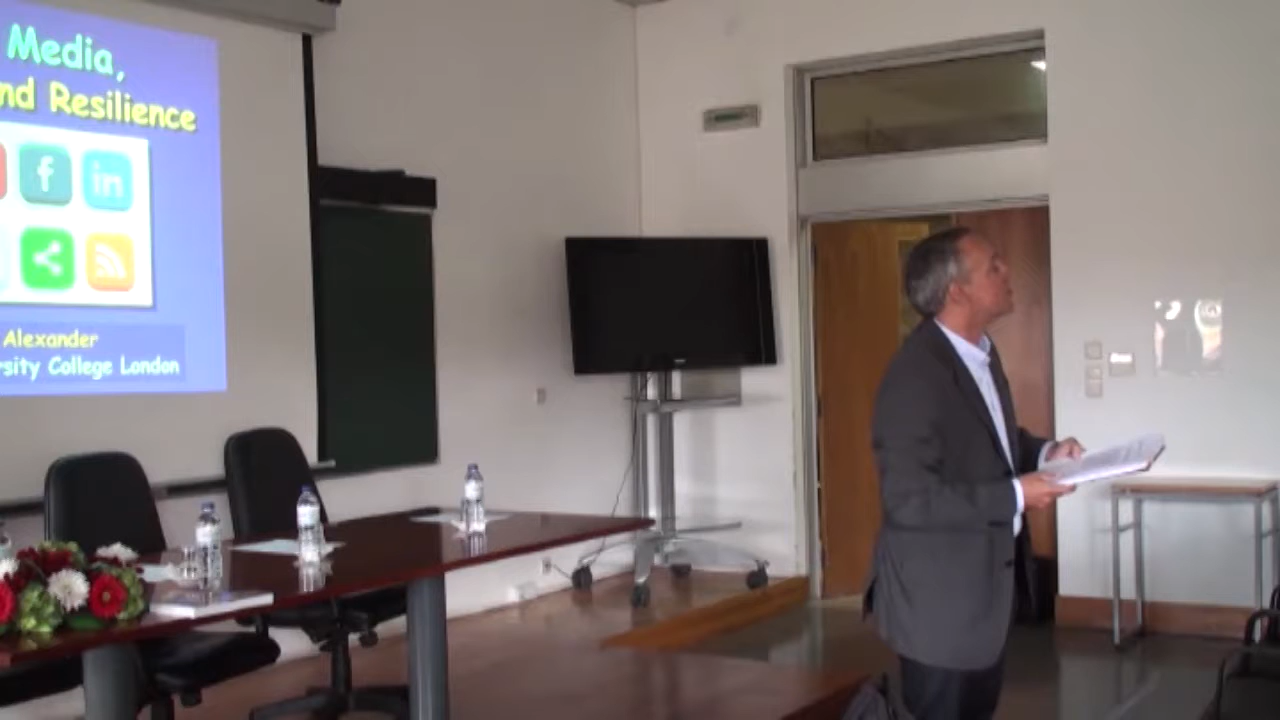 Media,
nd Resilience
f
in
Alexander
rsity College London